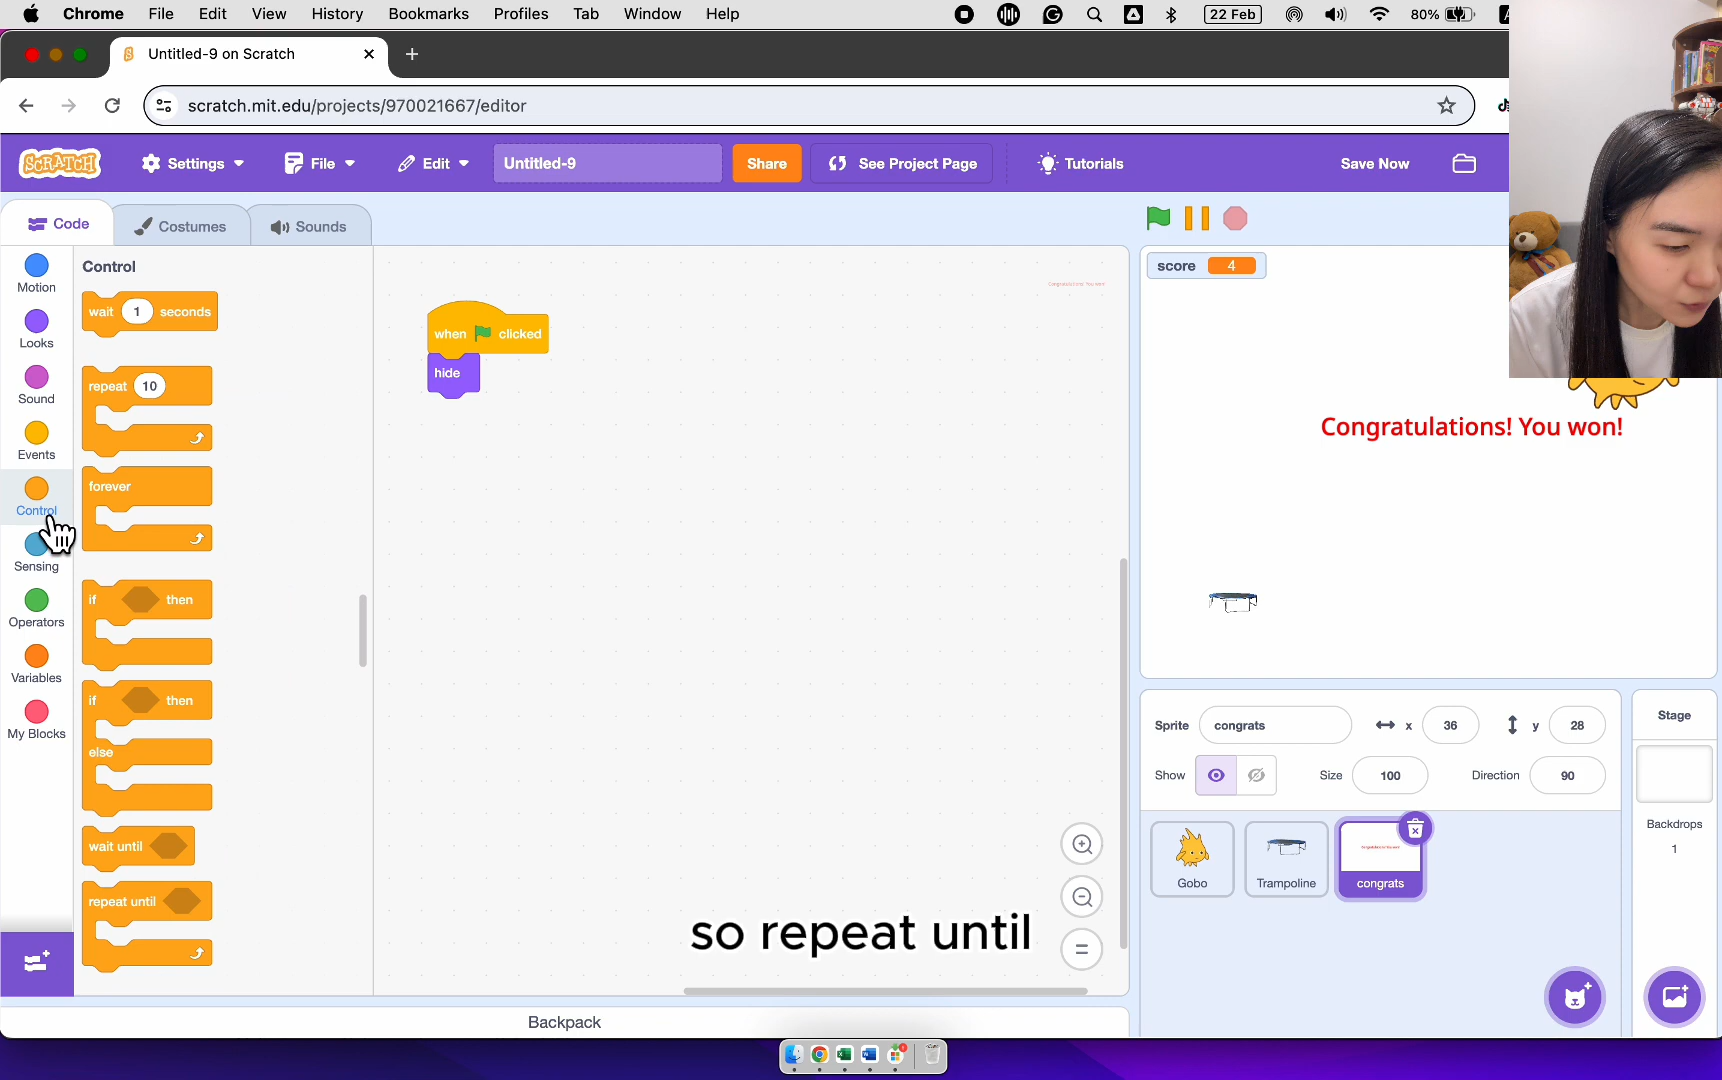 Chrome File Edit View History Bookmarks Profiles Tab Window Help 22 Feb 80%
Untitled-9 on Scratch
scratch.mit.edu/projects/970021667/editor
SCRATCH Settings File Edit Untitled-9 Share See Project Page Tutorials Save Now
Code Costumes Sounds
Motion
Looks
Sound
Events
Control
Sensing
Operators
Variables
My Blocks
Control
wait 1 seconds
repeat 10
forever
if then
if then
else
wait until
repeat until
when clicked
hide
Congratulations! You won!
score 4
Congratulations! You won!
Sprite congrats x 36 y 28
Show Size 100 Direction 90
Gobo
Trampoline
congrats
Stage
Backdrops
1
so repeat until
Backpack